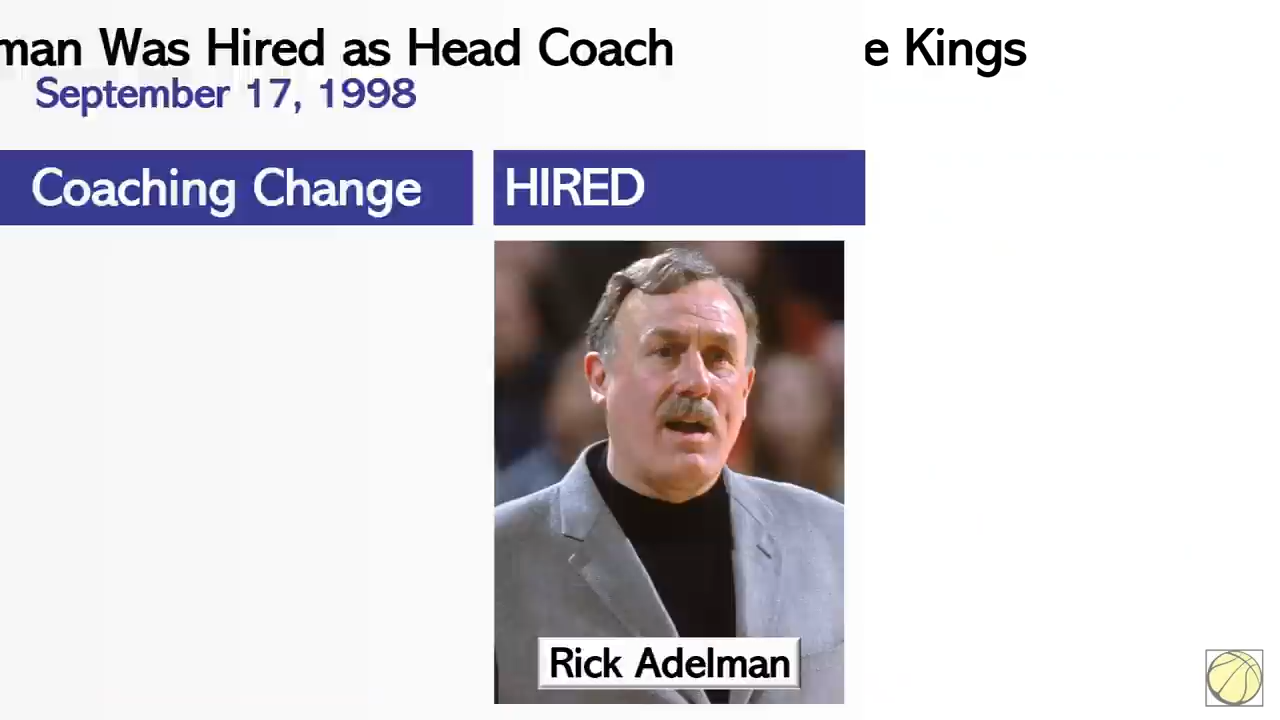 man Was Hired as Head Coach e Kings
September 17, 1998
Coaching Change
HIRED
Rick Adelman